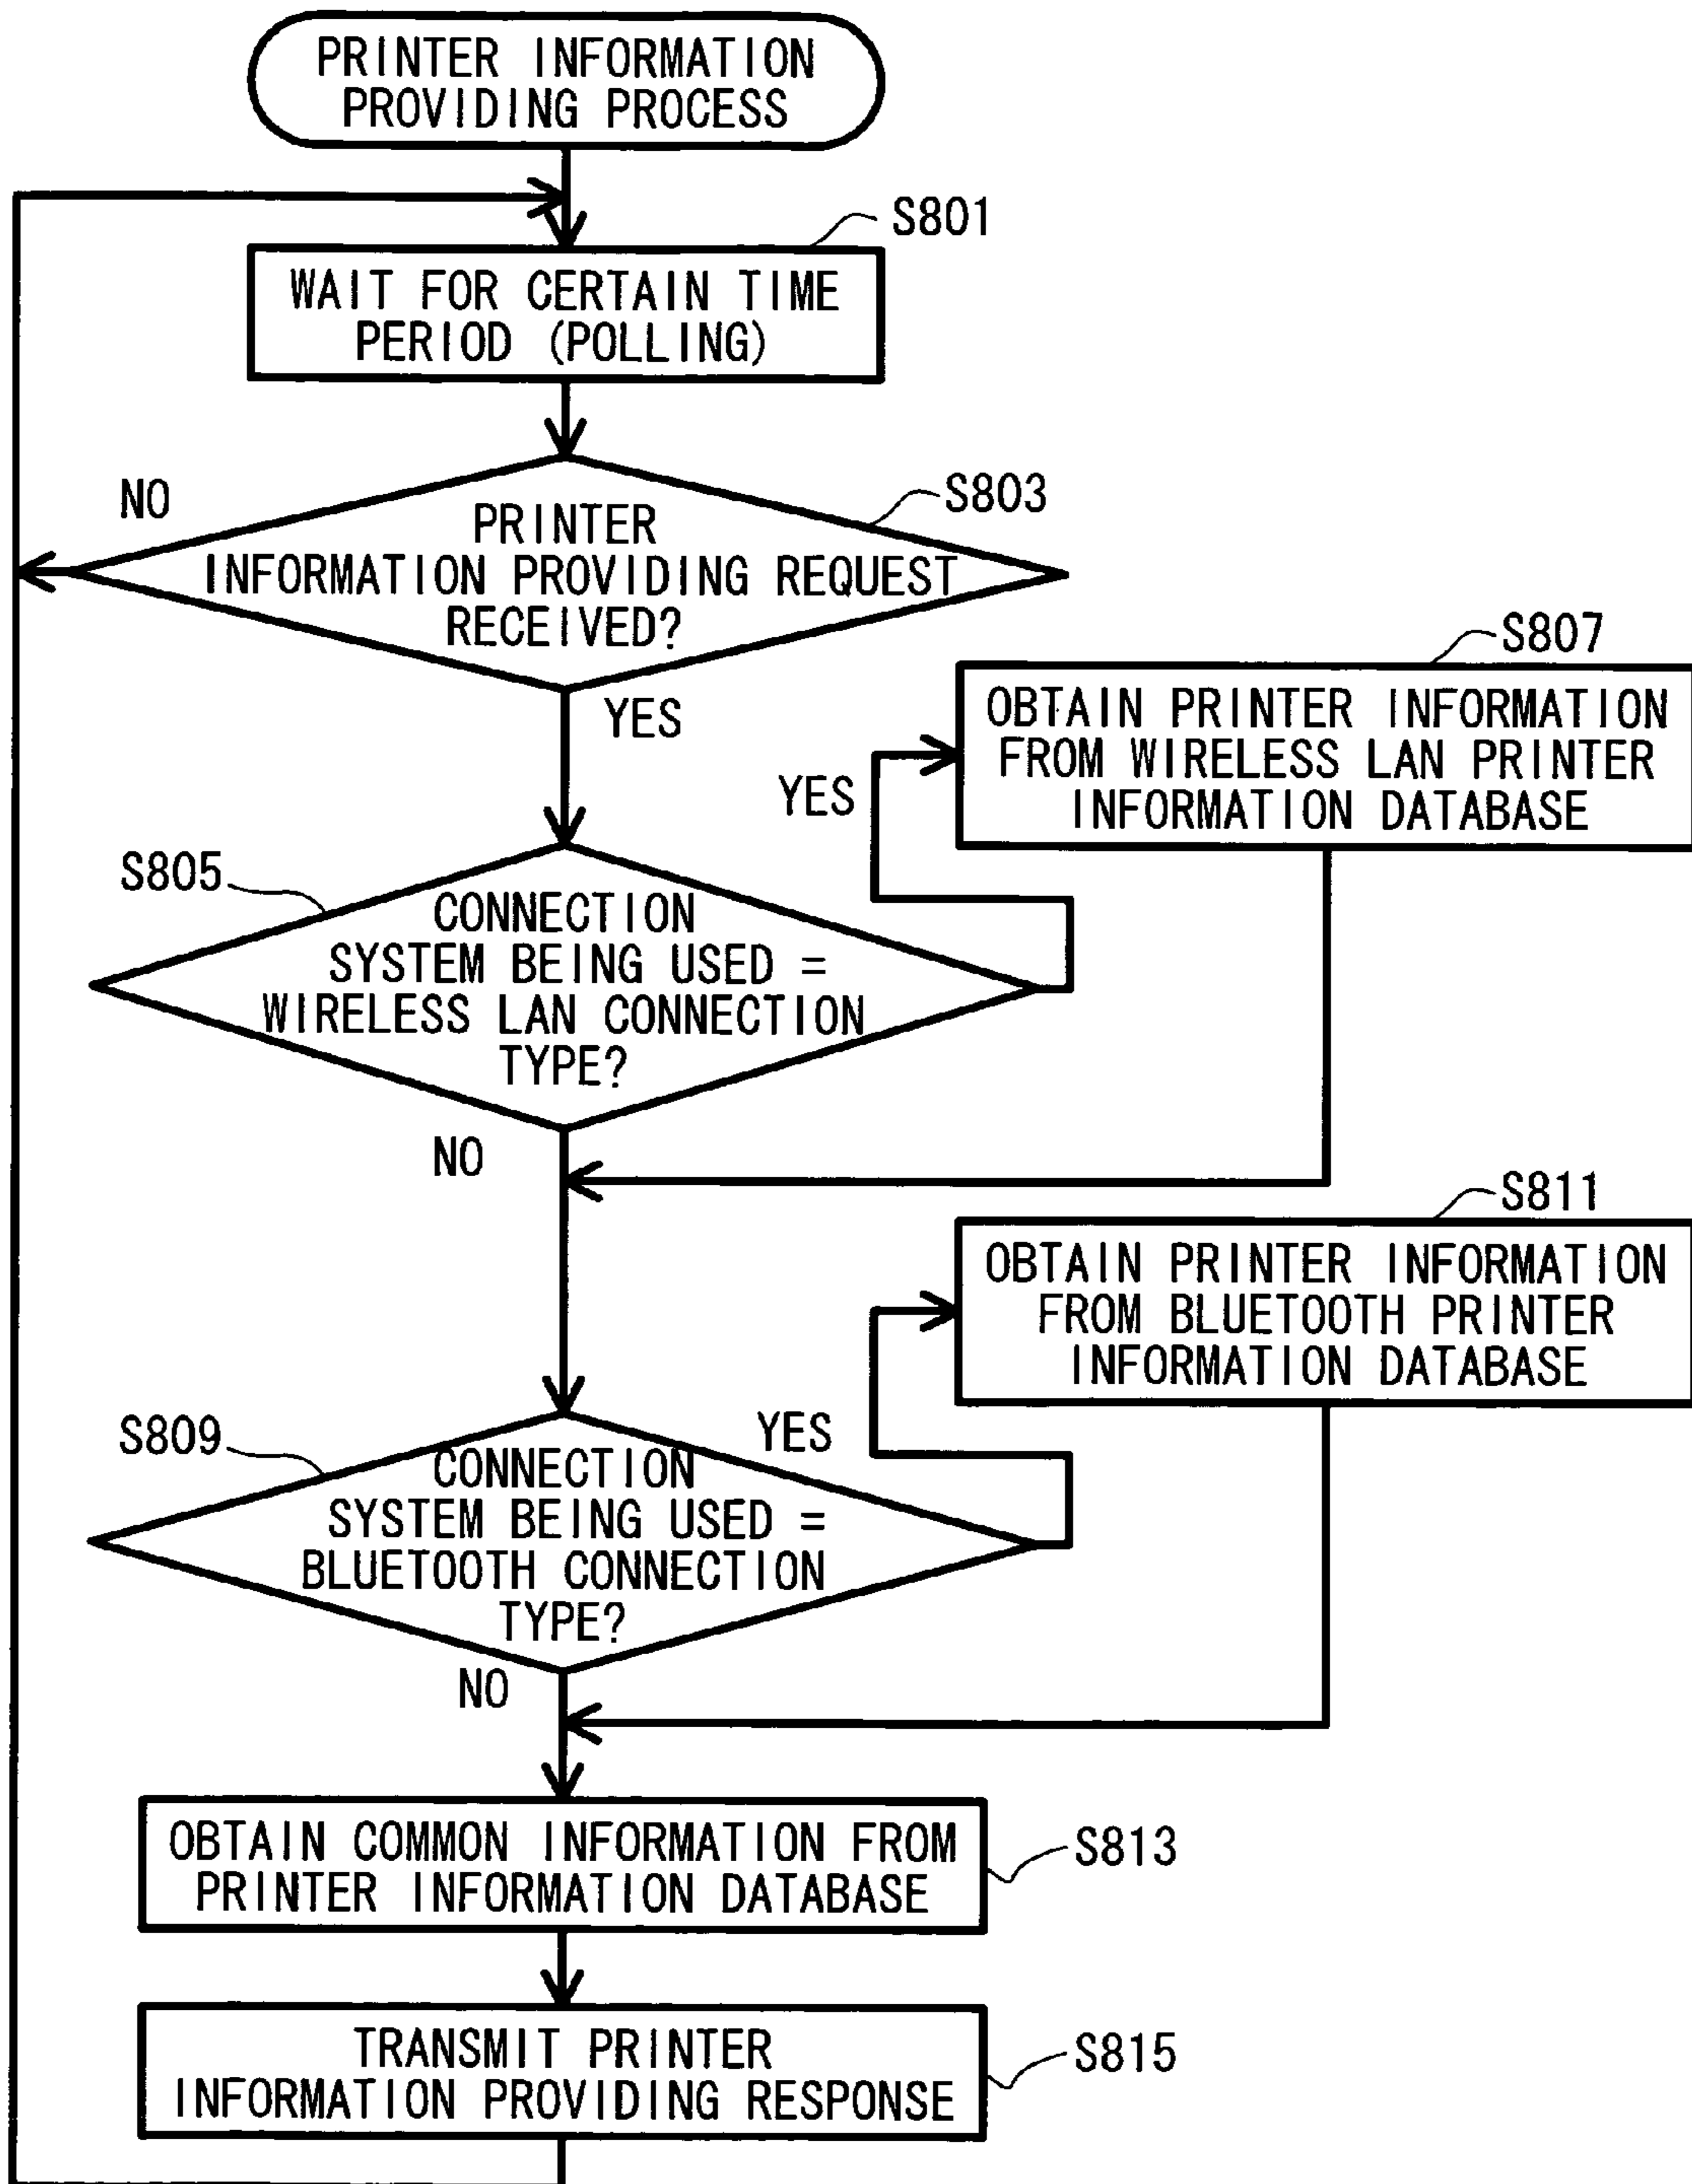 PRINTER INFORMATION
PROVIDING PROCESS
S801
WAIT FOR CERTAIN TIME
PERIOD (POLLING)
NO
S803
PRINTER
INFORMATION PROVIDING REQUEST
RECEIVED?
YES
S807
OBTAIN PRINTER INFORMATION
FROM WIRELESS LAN PRINTER
INFORMATION DATABASE
YES
S805
CONNECTION
SYSTEM BEING USED =
WIRELESS LAN CONNECTION
TYPE?
NO
S811
OBTAIN PRINTER INFORMATION
FROM BLUETOOTH PRINTER
INFORMATION DATABASE
YES
S809
CONNECTION
SYSTEM BEING USED =
BLUETOOTH CONNECTION
TYPE?
NO
OBTAIN COMMON INFORMATION FROM
PRINTER INFORMATION DATABASE
S813
TRANSMIT PRINTER
INFORMATION PROVIDING RESPONSE
S815